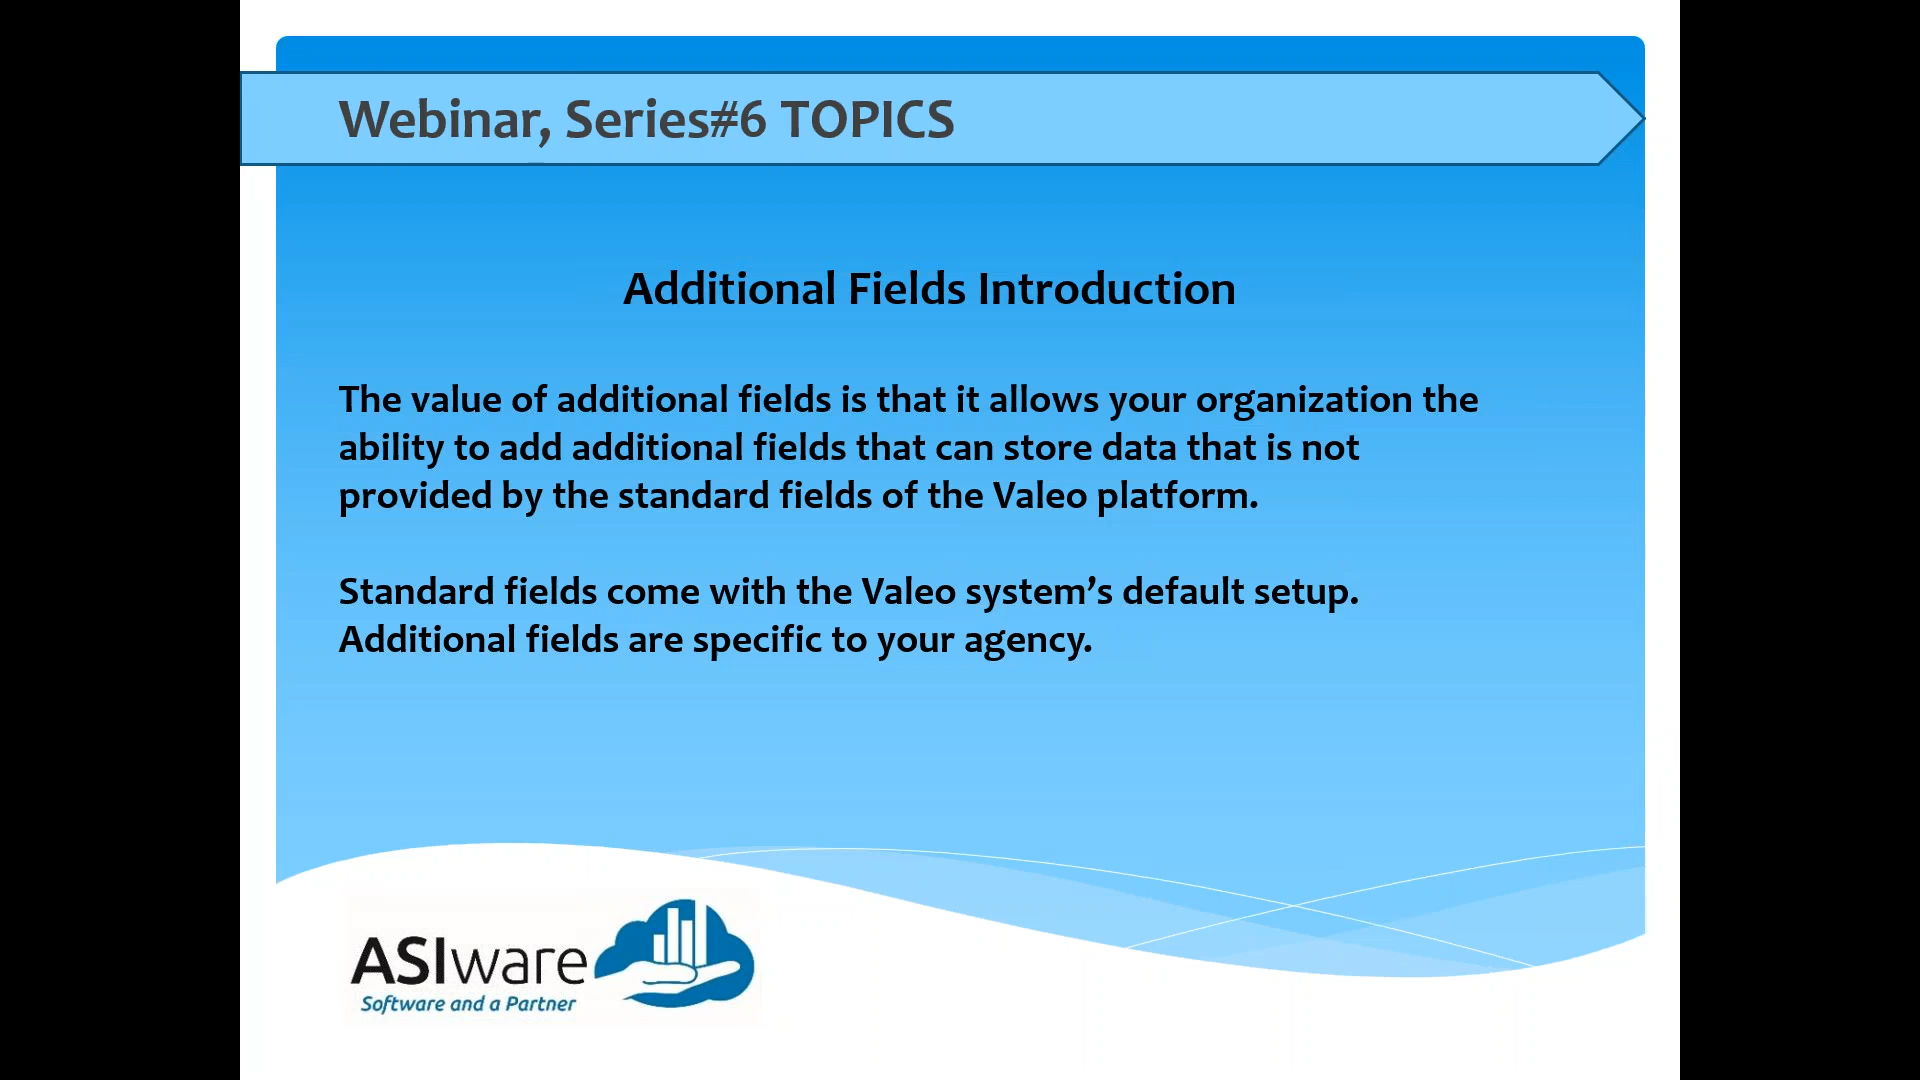 Webinar, Series#6 TOPICS
Additional Fields Introduction
The value of additional fields is that it allows your organization the
ability to add additional fields that can store data that is not
provided by the standard fields of the Valeo platform.
Standard fields come with the Valeo system’s default setup.
Additional fields are specific to your agency.
ASIware
Software and a Partner